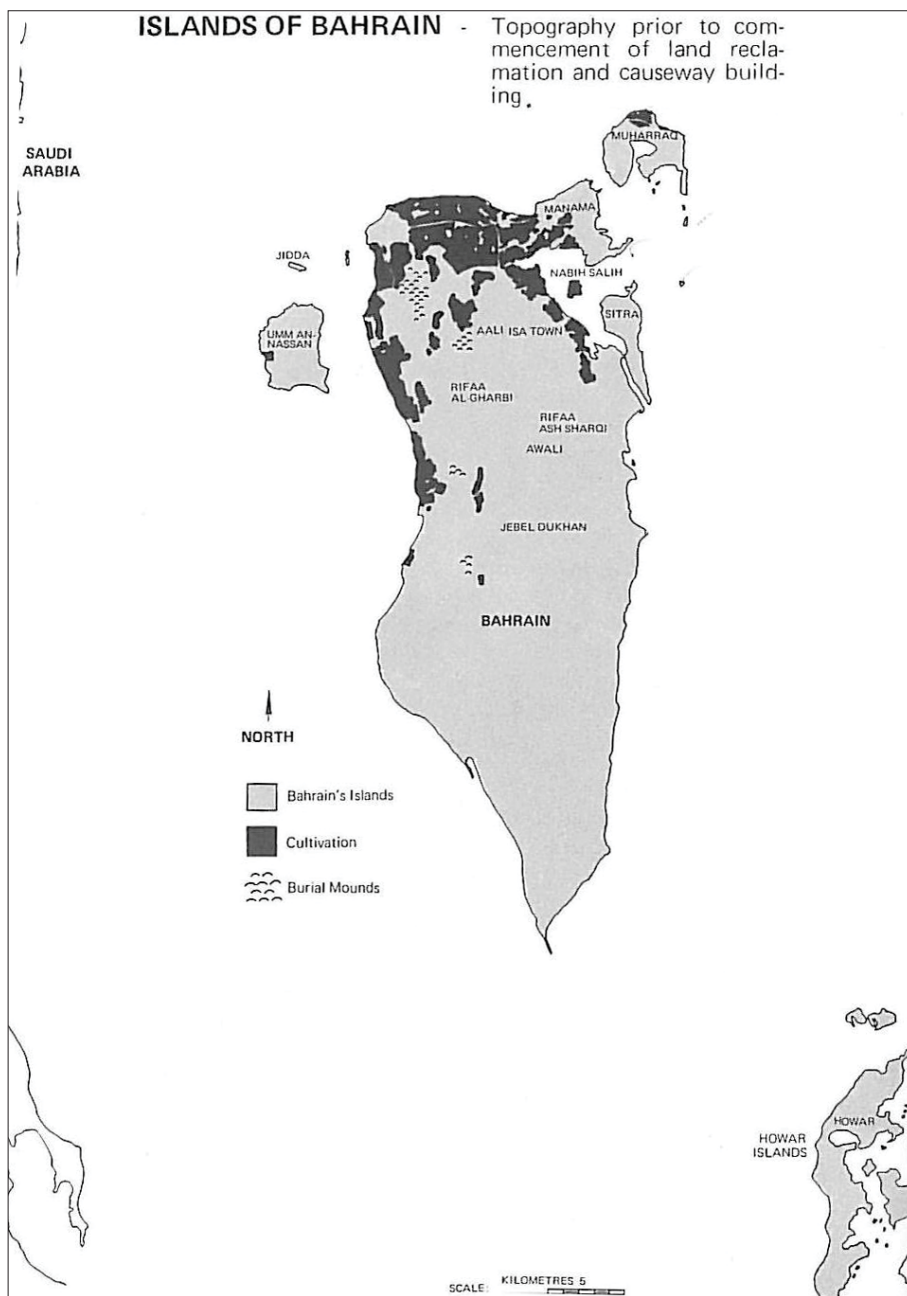 ISLANDS OF BAHRAIN - Topography prior to com-
mencement of land recla-
mation and causeway build-
ing.
SAUDI
ARABIA
MUHARRAQ
MANAMA
JIDDA
NABIH SALIH
SITRA
UMM AN-
NASSAN
AALI
ISA TOWN
RIFAA
AL-GHARBI
RIFAA
ASH SHARQI
AWALI
JEBEL DUKHAN
BAHRAIN
NORTH
Bahrain's Islands
Cultivation
Burial Mounds
HOWAR
HOWAR
ISLANDS
SCALE: KILOMETRES 5